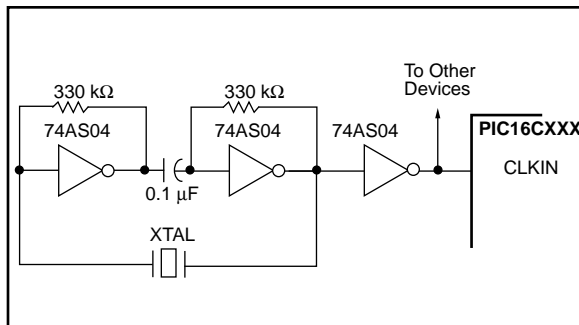 330 kΩ
330 kΩ
To Other
Devices
74AS04
74AS04
74AS04
PIC16CXXX
CLKIN
0.1 µF
XTAL